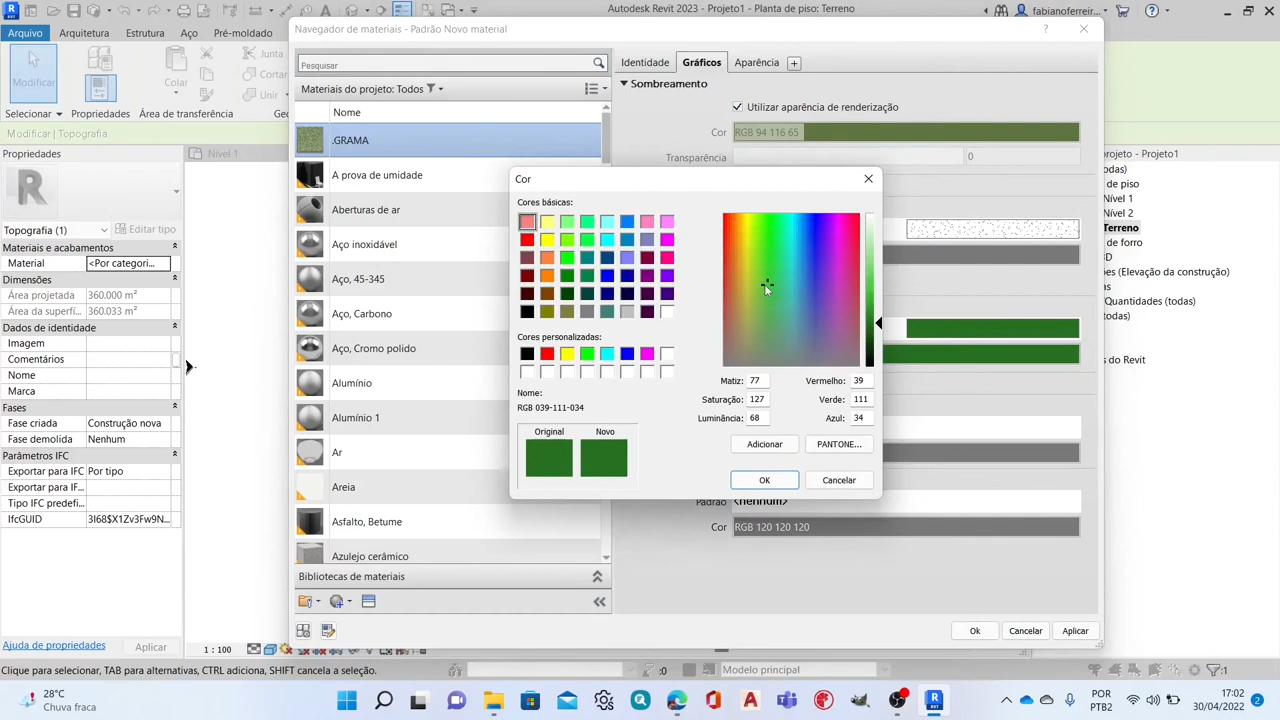 Autodesk Revit 2023 - Projeto1 - Planta de piso: Terreno
fabianoferreir...
Arquivo
Arquitetura
Estrutura
Aço
Pré-moldado
Modificar
Propriedades
Colar
Junta
Cortar
Unir
Selecionar
Área de transferência
Modificar | Topografia
Propriedades
Topografia (1)
Editar tipo
Materiais e acabamentos
Material
<Por categori...
Dimensões
Área projetada
360.000 m²
Área da superfí...
360.033 m²
Dados de identidade
Imagem
Comentários
Nome
Marca
Fases
Fase criada
Construção nova
Fase demolida
Nenhum
Parâmetros IFC
Exportar para IFC
Por tipo
Exportar para IF...
Tipo IFC predef...
IfcGUID
3I68$X1Zv3Fw9N...
Ajuda de propriedades
Aplicar
Nível 1
1 : 100
Navegador de materiais - Padrão Novo material
Pesquisar
Materiais do projeto: Todos
Nome
.GRAMA
A prova de umidade
Aberturas de ar
Aço inoxidável
Aço, 45-345
Aço, Carbono
Aço, Cromo polido
Alumínio
Alumínio 1
Ar
Areia
Asfalto, Betume
Azulejo cerâmico
Bibliotecas de materiais
Identidade
Gráficos
Aparência
Sombreamento
Utilizar aparência de renderização
Cor
RGB 94 116 65
Transparência
0
Cor
Cores básicas:
Cores personalizadas:
Nome:
RGB 039-111-034
Original
Novo
Matiz:
77
Vermelho:
39
Saturação:
127
Verde:
111
Luminância:
68
Azul:
34
Adicionar
PANTONE...
OK
Cancelar
Padrão
<nenhum>
Cor
RGB 120 120 120
Ok
Cancelar
Aplicar
rojeto - Projeto1
odas)
de piso
Nível 1
Nível 2
Terreno
de forro
3D
es (Elevação da construção)
as
Quantidades (todas)
odas)
do Revit
Clique para selecionar, TAB para alternativas, CTRL adiciona, SHIFT cancela a seleção.
:0
Modelo principal
:1
28°C
Chuva fraca
POR
PTB2
17:02
30/04/2022
2